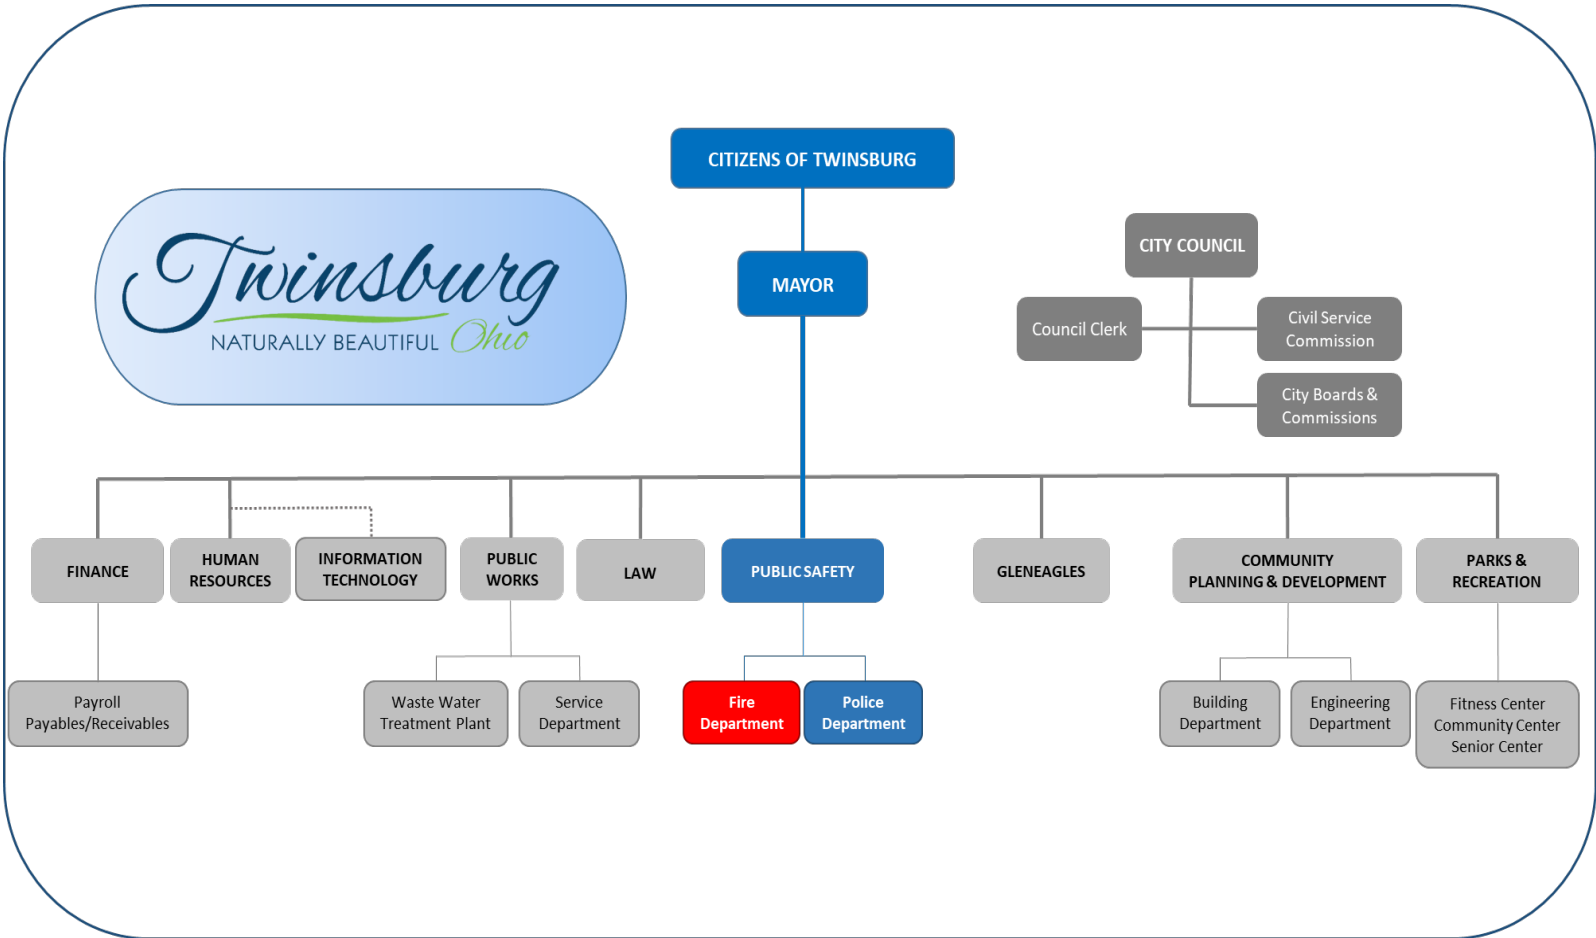 CITIZENS OF TWINSBURG
Twinsburg
NATURALLY BEAUTIFUL Ohio
MAYOR
CITY COUNCIL
Council Clerk
Civil Service
Commission
City Boards &
Commissions
FINANCE
HUMAN
RESOURCES
INFORMATION
TECHNOLOGY
PUBLIC
WORKS
LAW
PUBLIC SAFETY
GLENEAGLES
COMMUNITY
PLANNING & DEVELOPMENT
PARKS &
RECREATION
Payroll
Payables/Receivables
Waste Water
Treatment Plant
Service
Department
Fire
Department
Police
Department
Building
Department
Engineering
Department
Fitness Center
Community Center
Senior Center